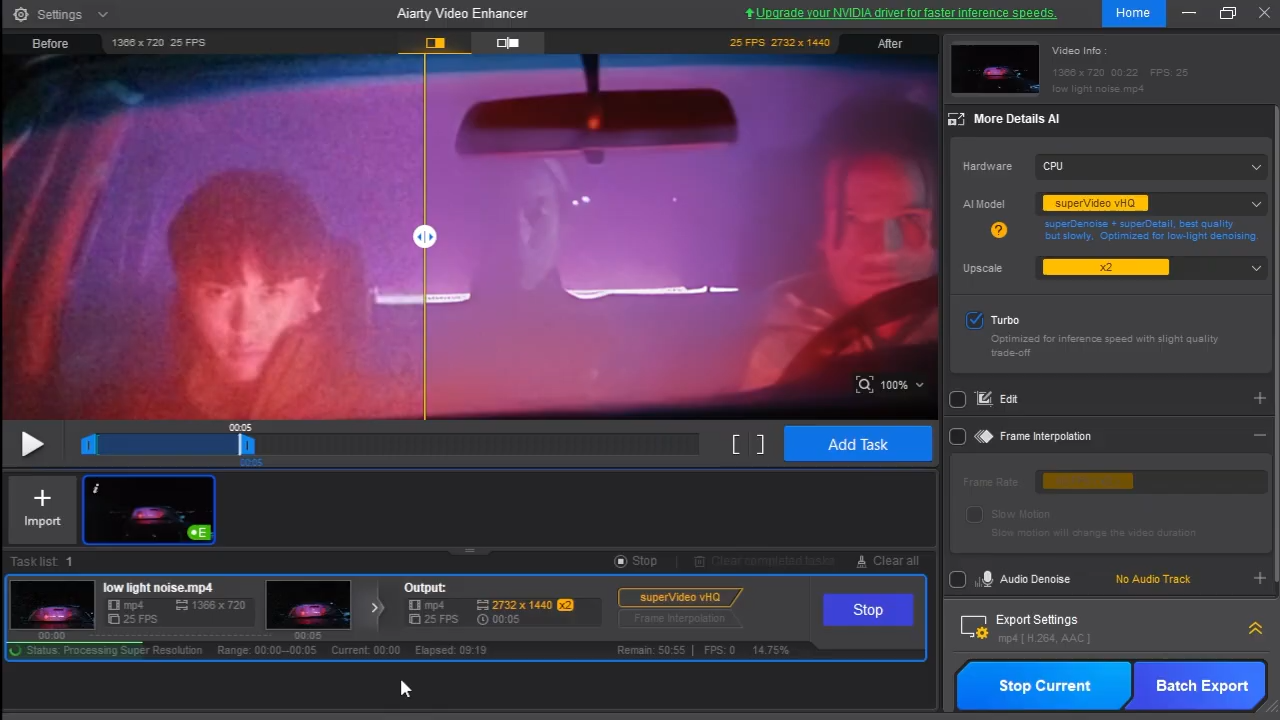 Settings
Aiarty Video Enhancer
Upgrade your NVIDIA driver for faster inference speeds.
Home
Before
1366 x 720 25 FPS
25 FPS 2732 x 1440
After
Video Info :
1366 x 720 00:22 FPS: 25
low light noise.mp4
More Details AI
Hardware
CPU
AI Model
superVideo vHQ
?
superDenoise + superDetail, best quality
but slowly, Optimized for low-light denoising.
Upscale
x2
Turbo
Optimized for inference speed with slight quality
trade-off
100%
Edit
Frame Interpolation
Frame Rate
Slow Motion
Slow motion will change the video duration
Audio Denoise
No Audio Track
00:05
00:05
Add Task
Import
i
E
Task list: 1
Stop
Clear completed tasks
Clear all
low light noise.mp4
mp4
1366 x 720
25 FPS
00:00
00:05
Output:
mp4
2732 x 1440 x2
25 FPS
00:05
superVideo vHQ
Frame Interpolation
Stop
Status: Processing Super Resolution Range: 00:00--00:05 Current: 00:00 Elapsed: 09:19 Remain: 50:55 | FPS: 0 14.75%
Export Settings
mp4 [ H.264, AAC ]
Stop Current
Batch Export